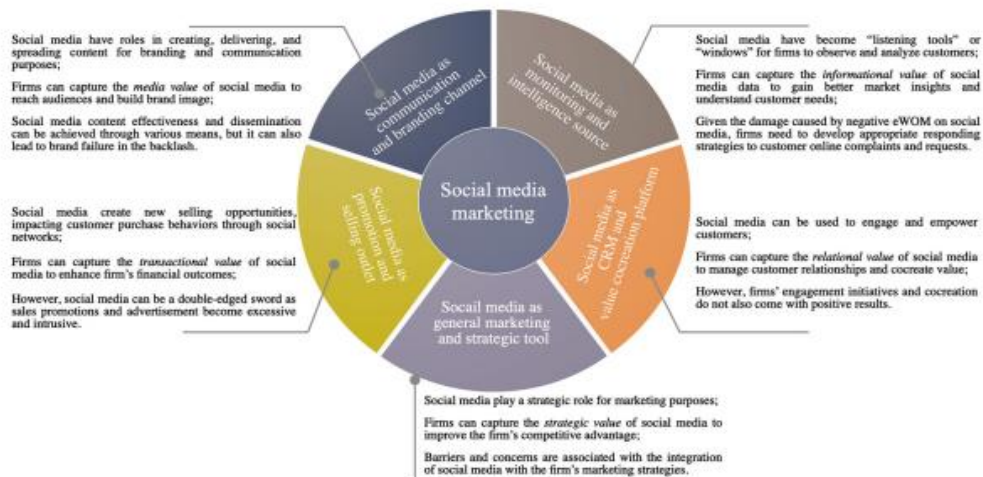 Social media have roles in creating, delivering, and
spreading content for branding and communication
purposes;
Firms can capture the media value of social media to
reach audiences and build brand image;
Social media content effectiveness and dissemination
can be achieved through various means, but it can also
lead to brand failure in the backlash.
Social media as
communication
and branding channel
Social media as
monitoring and
intelligence source
Social media have become “listening tools” or
“windows” for firms to observe and analyze customers;
Firms can capture the informational value of social
media data to gain better market insights and
understand customer needs;
Given the damage caused by negative eWOM on social
media, firms need to develop appropriate responding
strategies to customer online complaints and requests.
Social media
marketing
Social media create new selling opportunities,
impacting customer purchase behaviors through social
networks;
Firms can capture the transactional value of social
media to enhance firm's financial outcomes;
However, social media can be a double-edged sword as
sales promotions and advertisement become excessive
and intrusive.
Social media as
promotion and
selling outlet
Social media as
CRM and
value cocreation platform
Social media can be used to engage and empower
customers;
Firms can capture the relational value of social media
to manage customer relationships and cocreate value;
However, firms' engagement initiatives and cocreation
do not also come with positive results.
Socail media as
general marketing
and strategic tool
Social media play a strategic role for marketing purposes;
Firms can capture the strategic value of social media to
improve the firm's competitive advantage;
Barriers and concerns are associated with the integration
of social media with the firm's marketing strategies.